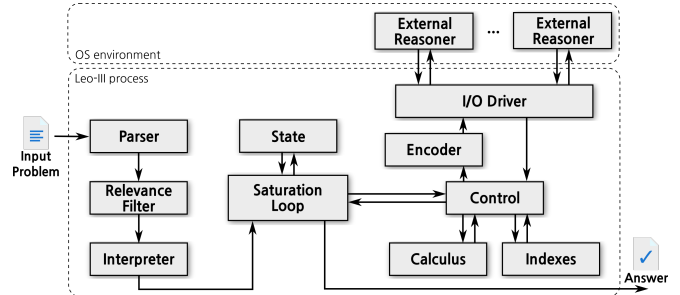 External
Reasoner
...
External
Reasoner
OS environment
Leo-III process
I/O Driver
Input
Problem
Parser
State
Encoder
Relevance
Filter
Saturation
Loop
Control
Interpreter
Calculus
Indexes
Answer